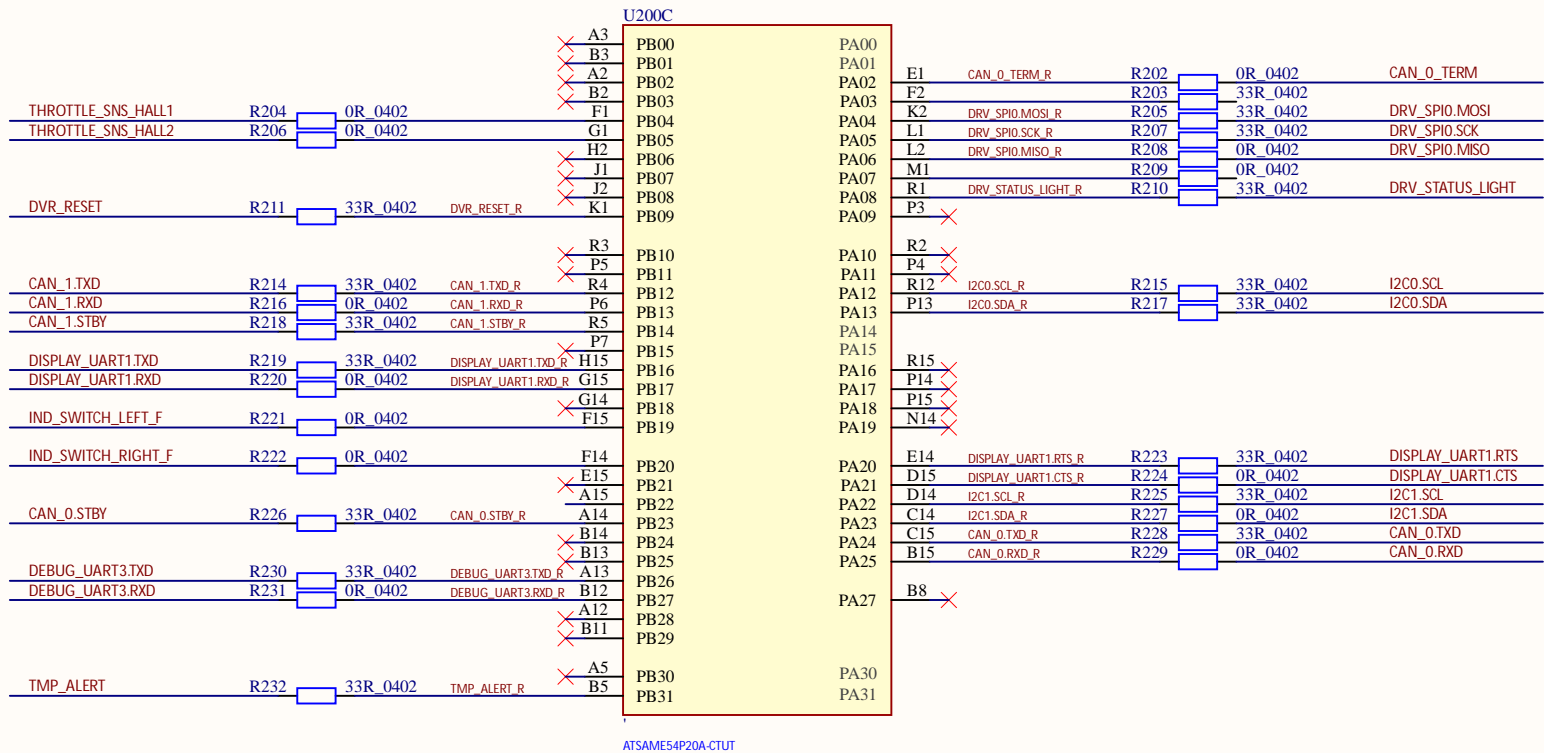 U200C
A3 PB00 PA00
B3 PB01 PA01
A2 PB02 PA02 E1 CAN_0_TERM_R R202 0R_0402 CAN_0_TERM
B2 PB03 PA03 F2 R203 33R_0402
THROTTLE_SNS_HALL1 R204 0R_0402 F1 PB04 PA04 K2 DRV_SPI0.MOSI_R R205 33R_0402 DRV_SPI0.MOSI
THROTTLE_SNS_HALL2 R206 0R_0402 G1 PB05 PA05 L1 DRV_SPI0.SCK_R R207 33R_0402 DRV_SPI0.SCK
H2 PB06 PA06 L2 DRV_SPI0.MISO_R R208 0R_0402 DRV_SPI0.MISO
J1 PB07 PA07 M1 R209 0R_0402
J2 PB08 PA08 R1 DRV_STATUS_LIGHT_R R210 33R_0402 DRV_STATUS_LIGHT
DVR_RESET R211 33R_0402 DVR_RESET_R K1 PB09 PA09 P3
R3 PB10 PA10 R2
P5 PB11 PA11 P4
CAN_1.TXD R214 33R_0402 CAN_1.TXD_R R4 PB12 PA12 R12 I2C0.SCL_R R215 33R_0402 I2C0.SCL
CAN_1.RXD R216 0R_0402 CAN_1.RXD_R P6 PB13 PA13 P13 I2C0.SDA_R R217 33R_0402 I2C0.SDA
CAN_1.STBY R218 33R_0402 CAN_1.STBY_R R5 PB14 PA14
P7 PB15 PA15
DISPLAY_UART1.TXD R219 33R_0402 DISPLAY_UART1.TXD_R H15 PB16 PA16 R15
DISPLAY_UART1.RXD R220 0R_0402 DISPLAY_UART1.RXD_R G15 PB17 PA17 P14
G14 PB18 PA18 P15
IND_SWITCH_LEFT_F R221 0R_0402 F15 PB19 PA19 N14
IND_SWITCH_RIGHT_F R222 0R_0402 F14 PB20 PA20 E14 DISPLAY_UART1.RTS_R R223 33R_0402 DISPLAY_UART1.RTS
E15 PB21 PA21 D15 DISPLAY_UART1.CTS_R R224 0R_0402 DISPLAY_UART1.CTS
A15 PB22 PA22 D14 I2C1.SCL_R R225 33R_0402 I2C1.SCL
CAN_0.STBY R226 33R_0402 CAN_0.STBY_R A14 PB23 PA23 C14 I2C1.SDA_R R227 0R_0402 I2C1.SDA
B14 PB24 PA24 C15 CAN_0.TXD_R R228 33R_0402 CAN_0.TXD
B13 PB25 PA25 B15 CAN_0.RXD_R R229 0R_0402 CAN_0.RXD
DEBUG_UART3.TXD R230 33R_0402 DEBUG_UART3.TXD_R A13 PB26
DEBUG_UART3.RXD R231 0R_0402 DEBUG_UART3.RXD_R B12 PB27 PA27 B8
A12 PB28
B11 PB29
A5 PB30 PA30
TMP_ALERT R232 33R_0402 TMP_ALERT_R B5 PB31 PA31
ATSAME54P20A-CTUT